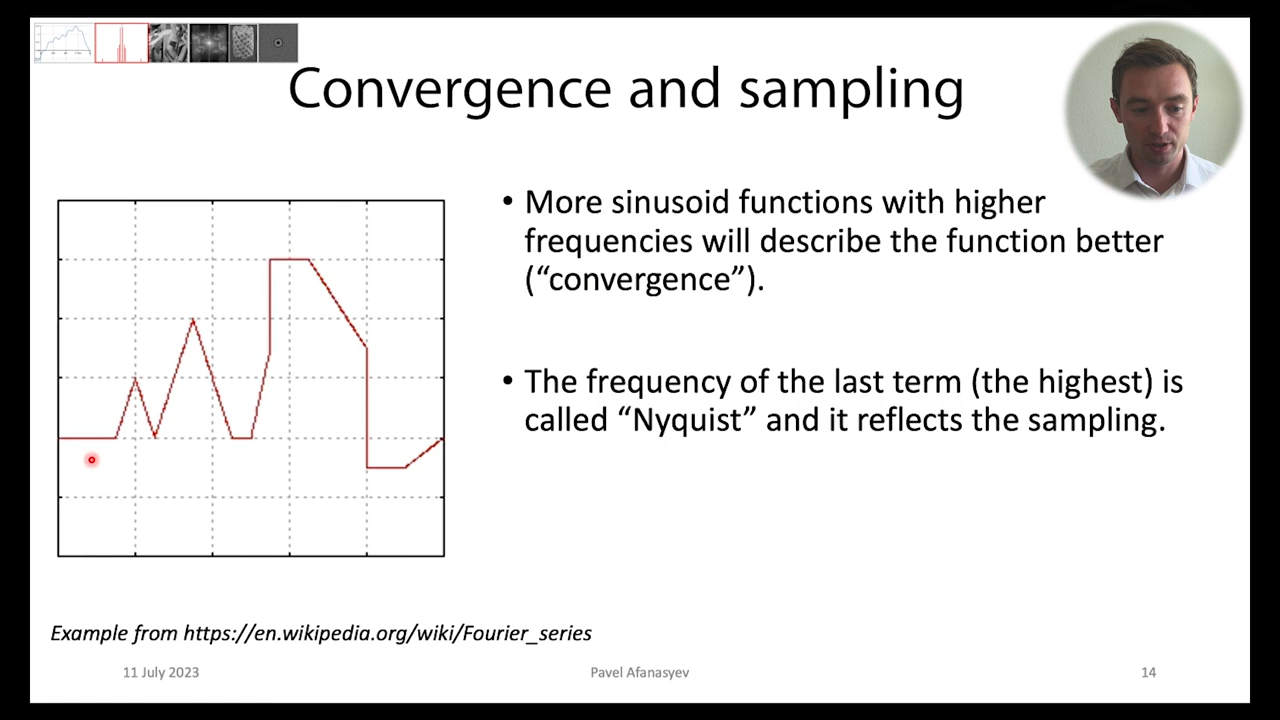 Convergence and sampling
• More sinusoid functions with higher
frequencies will describe the function better
(“convergence”).
• The frequency of the last term (the highest) is
called “Nyquist” and it reflects the sampling.
Example from https://en.wikipedia.org/wiki/Fourier_series
11 July 2023
Pavel Afanasyev
14